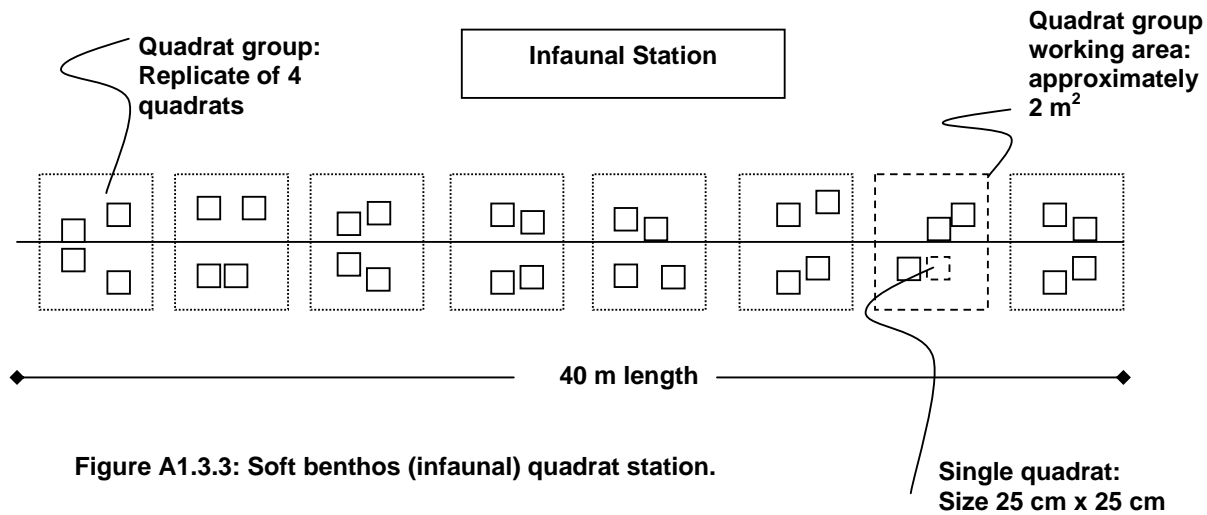 Quadrat group:
Replicate of 4
quadrats
Infaunal Station
Quadrat group
working area:
approximately
2 m²
40 m length
Figure A1.3.3: Soft benthos (infaunal) quadrat station.
Single quadrat:
Size 25 cm x 25 cm